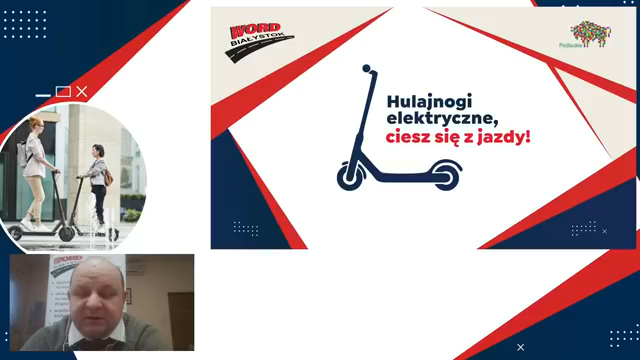 WORD
BIAŁYSTOK
Podlaskie
Hulajnogi
elektryczne,
ciesz się z jazdy!